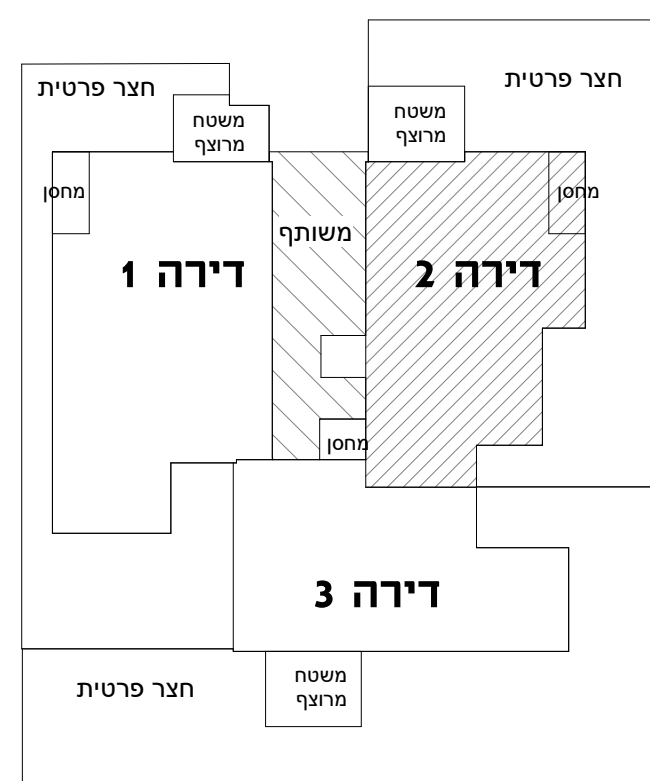 חצר פרטית
חצר פרטית
משטח
מרוצף
משטח
מרוצף
מחסן
מחסן
משותף
דירה 2
דירה 1
מחסן
דירה 3
משטח
מרוצף
חצר פרטית